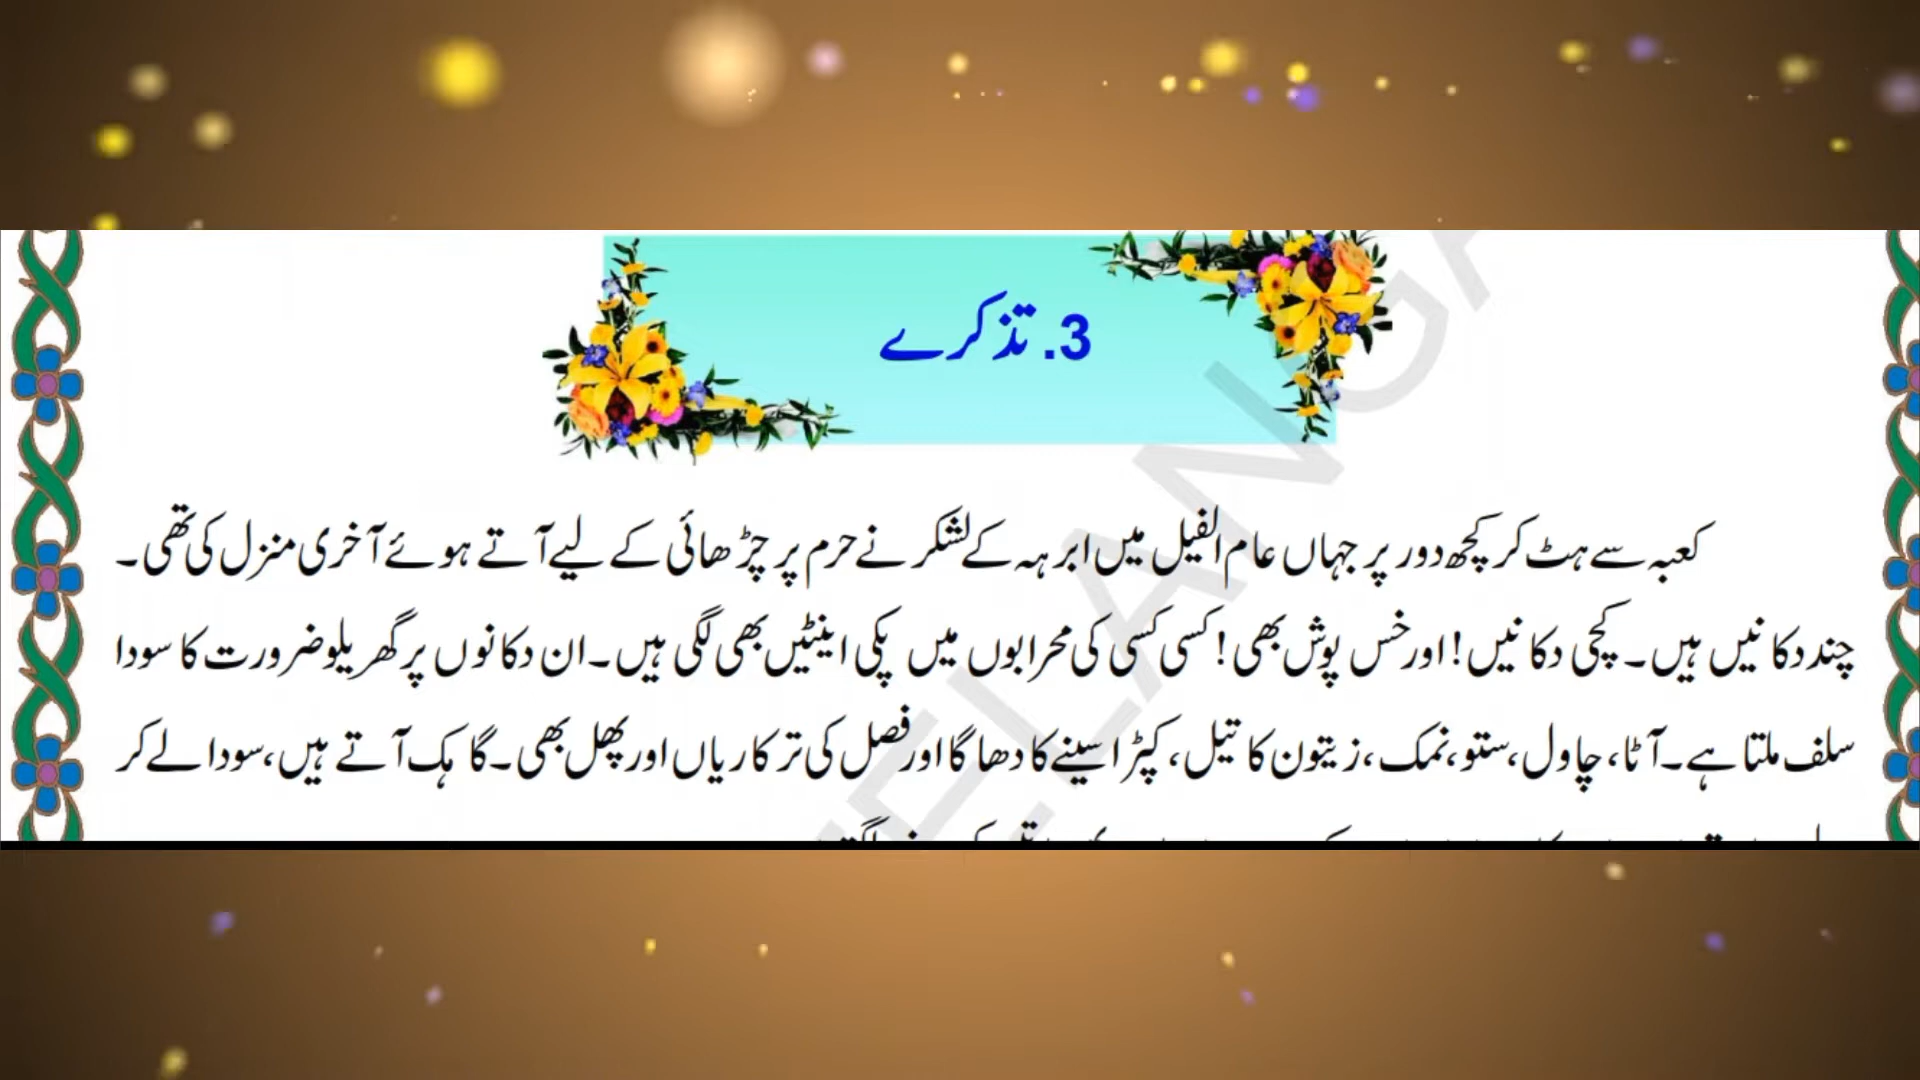 3. تذکرے
کعبہ سے ہٹ کر کچھ دور پر جہاں عام الفیل میں ابرہہ کے لشکر نے حرم پر چڑھائی کے لیے آتے ہوئے آخری منزل کی تھی۔
چند دکانیں ہیں۔ کچی دکانیں! اور خس پوش بھی! کسی کسی کی محرابوں میں پکی اینٹیں بھی لگی ہیں۔ ان دکانوں پر گھریلو ضرورت کا سودا
سلف ملتا ہے۔ آٹا، چاول، ستو، نمک، زیتون کا تیل، کپڑا سینے کا دھاگا اور فصل کی ترکاریاں اور پھل بھی۔ گاہک آتے ہیں، سودا لے کر